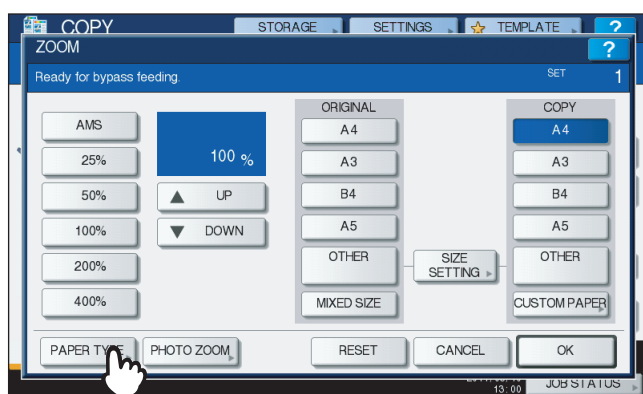 COPY
STORAGE SETTINGS TEMPLATE ?
ZOOM ?
Ready for bypass feeding. SET 1
ORIGINAL COPY
AMS A4 A4
25% 100 % A3 A3
50% UP B4 B4
100% DOWN A5 A5
200% OTHER SIZE SETTING OTHER
400% MIXED SIZE CUSTOM PAPER
PAPER TYPE PHOTO ZOOM RESET CANCEL OK
13:00 JOB STATUS